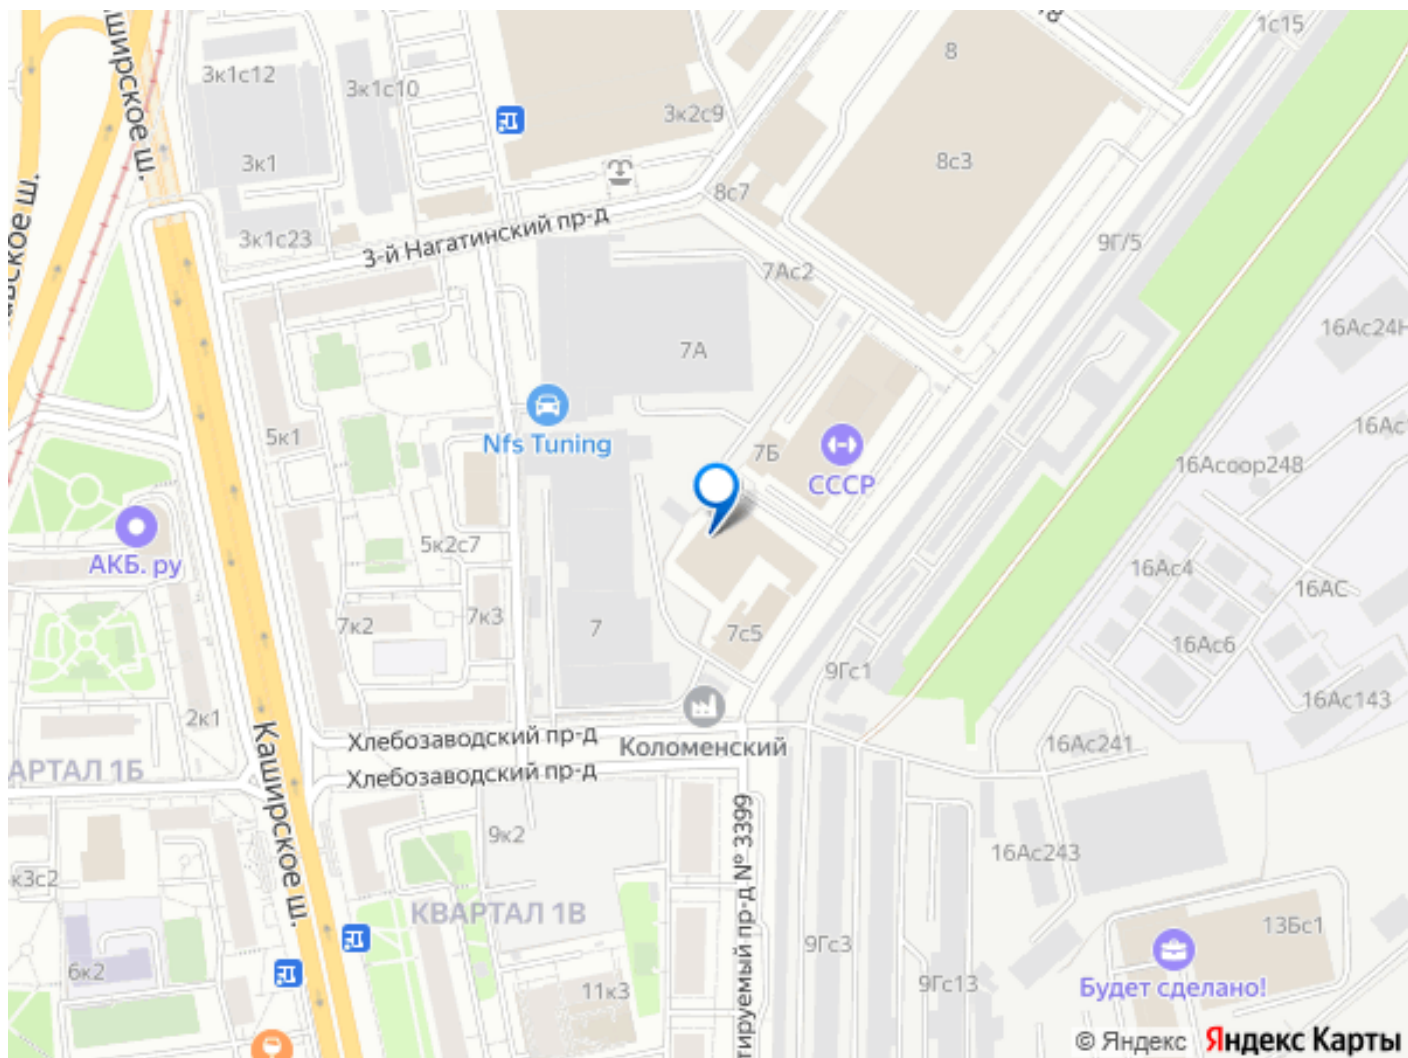 1с15
8
3к1с12
3к1с10
3к2с9
Каширское ш.
3к1
8с3
8с7
3-й Нагатинский пр-д
3к1с23
9Г/5
7Ас2
16Ас24Н
7А
5к1
Nfs Tuning
7Б
СССР
16Ас
16Асоор248
АКБ. ру
5к2с7
16Ас4
16АС
7к2
7к3
7
7с5
16Ас6
9Гс1
16Ас143
2к1
Хлебозаводский пр-д
Коломенский
16Ас241
АРТАЛ 1Б
Хлебозаводский пр-д
Каширское ш.
9к2
тируемый пр-д № 3399
16Ас243
к3с2
КВАРТАЛ 1В
9Гс3
13Бс1
6к2
9Гс13
11к3
Будет сделано!
© Яндекс Яндекс Карты